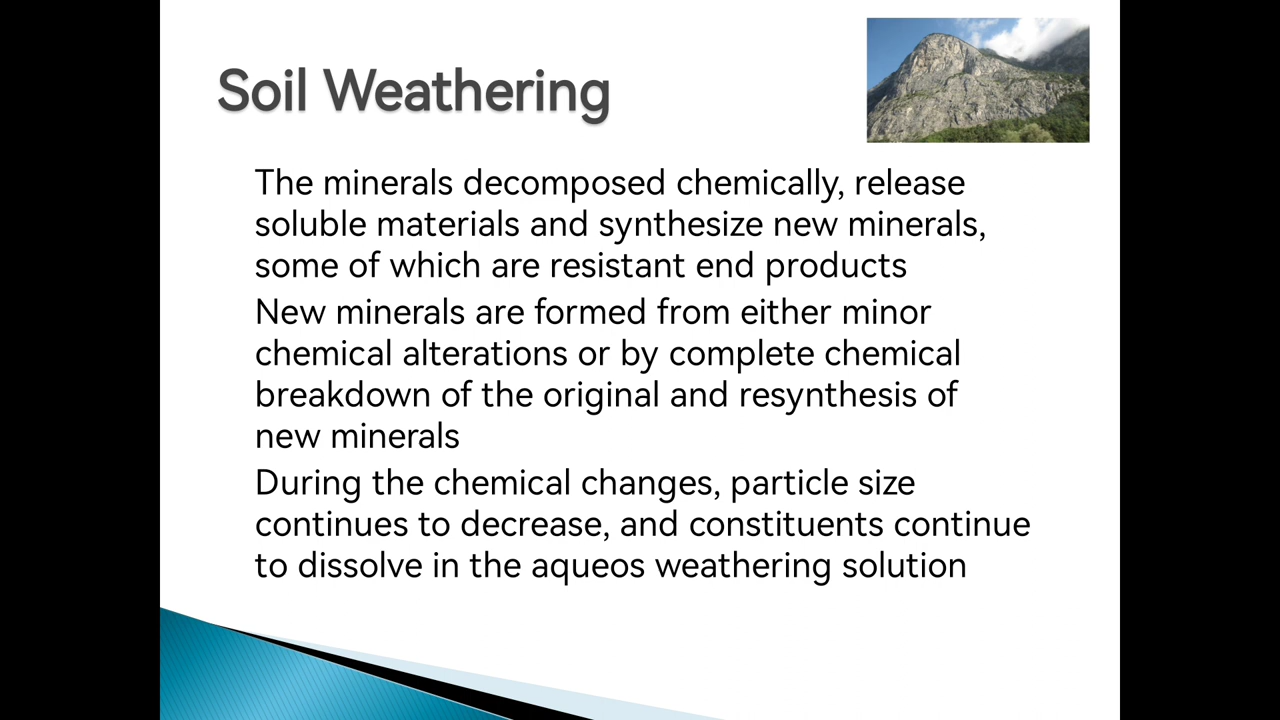 Soil Weathering
The minerals decomposed chemically, release
soluble materials and synthesize new minerals,
some of which are resistant end products
New minerals are formed from either minor
chemical alterations or by complete chemical
breakdown of the original and resynthesis of
new minerals
During the chemical changes, particle size
continues to decrease, and constituents continue
to dissolve in the aqueos weathering solution